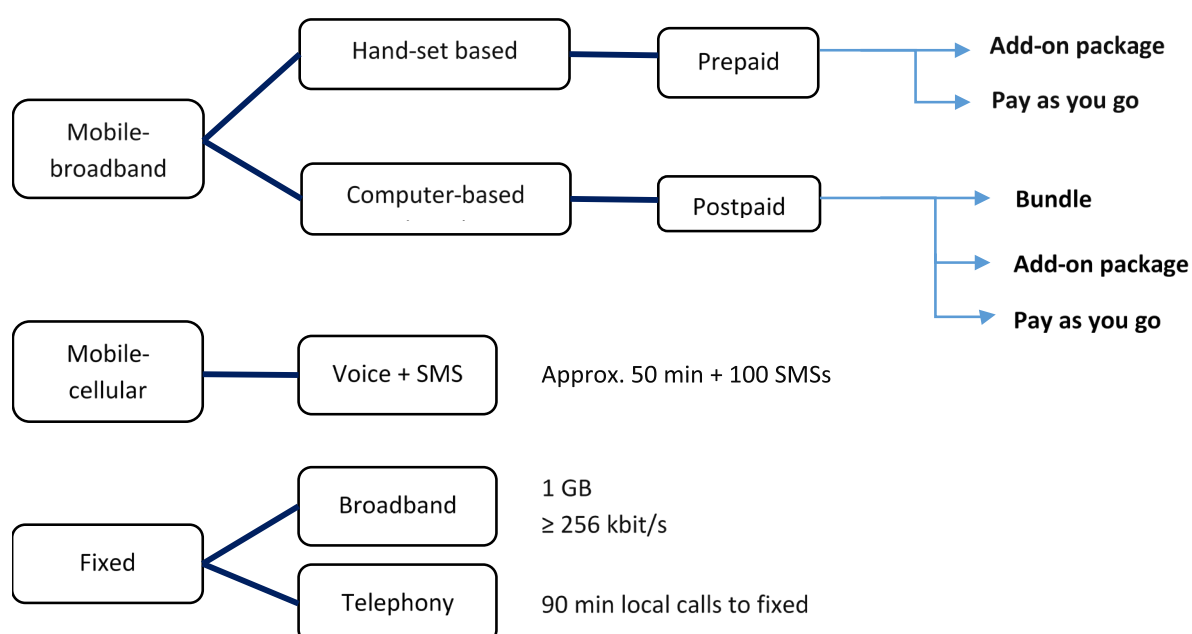 Hand-set based
Prepaid
Add-on package
Pay as you go
Mobile-
broadband
Computer-based
Postpaid
Bundle
Add-on package
Pay as you go
Mobile-
cellular
Voice + SMS
Approx. 50 min + 100 SMSs
Fixed
Broadband
1 GB
≥ 256 kbit/s
Telephony
90 min local calls to fixed